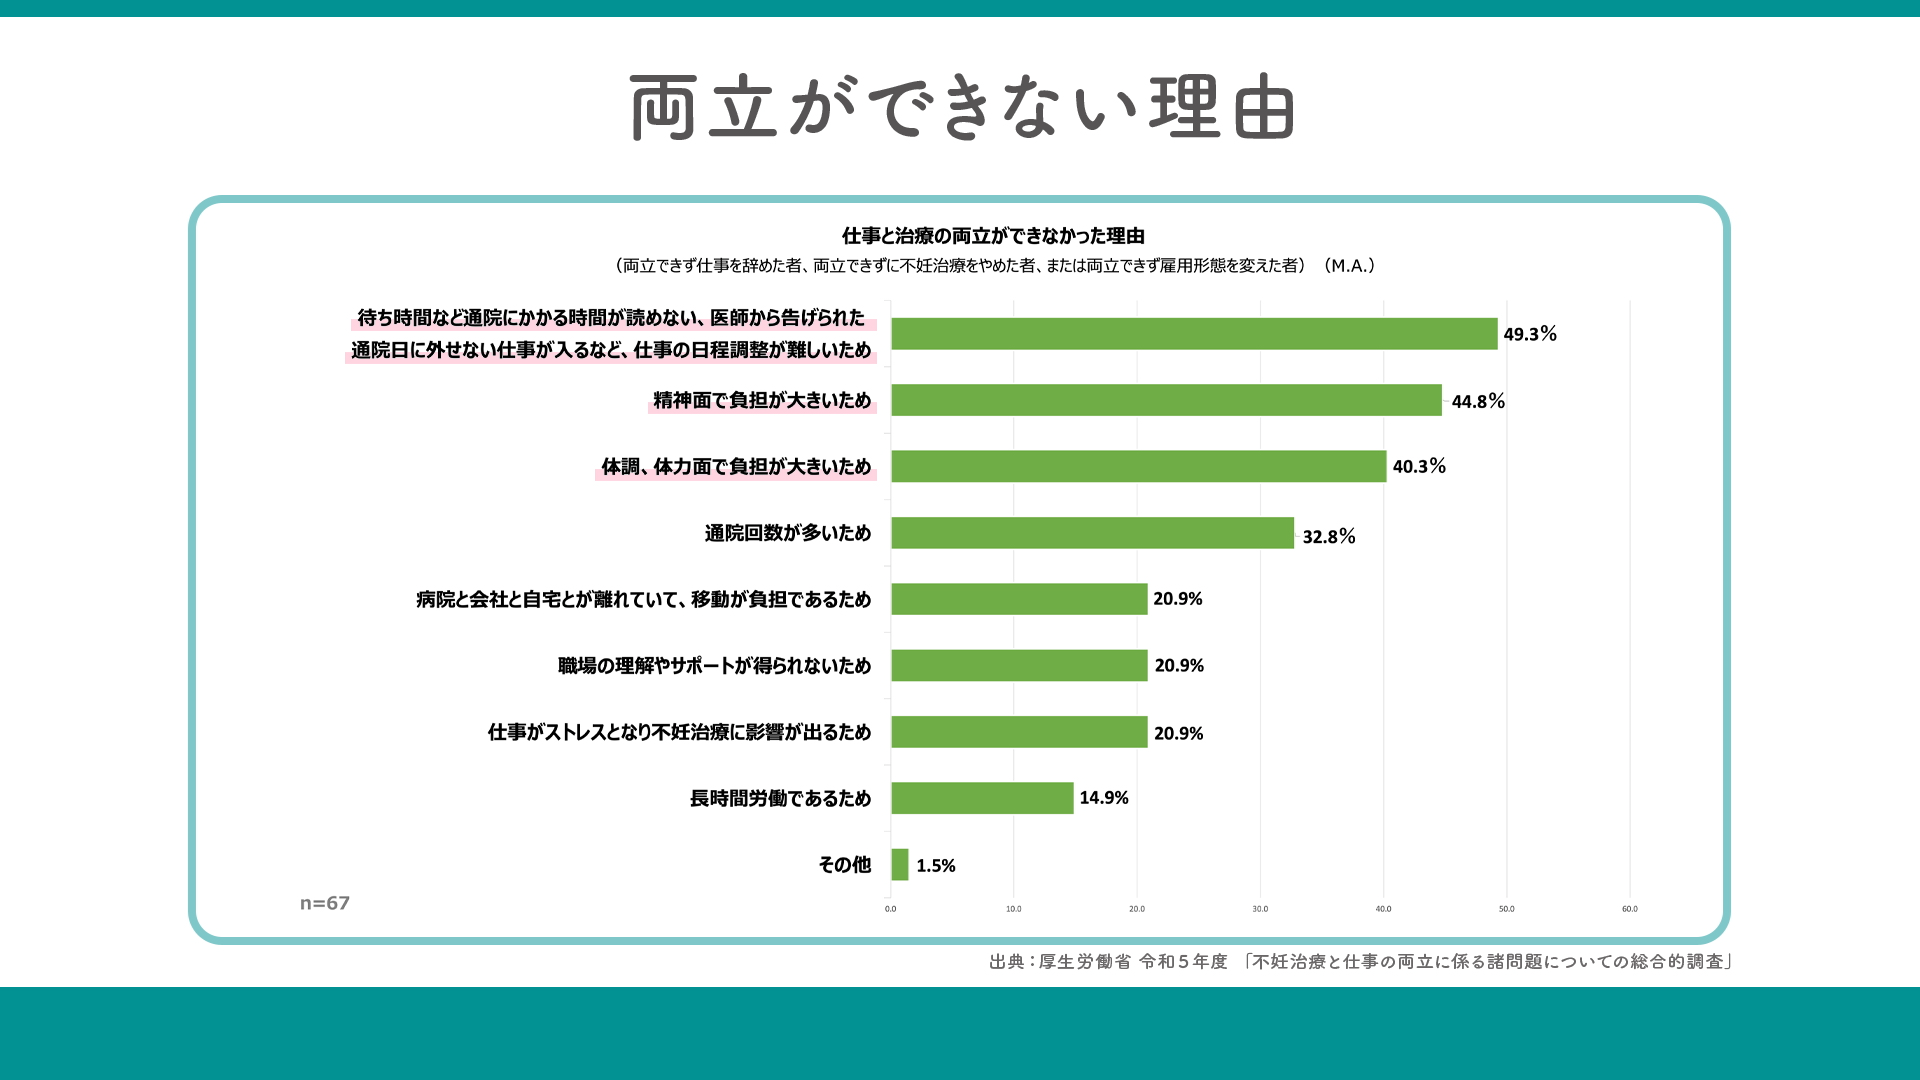 両立ができない理由
仕事と治療の両立ができなかった理由
（両立できず仕事を辞めた者、両立できずに不妊治療をやめた者、または両立できず雇用形態を変えた者）（M.A.）
待ち時間など通院にかかる時間が読めない、医師から告げられた
通院日に外せない仕事が入るなど、仕事の日程調整が難しいため
49.3%
精神面で負担が大きいため
44.8%
体調、体力面で負担が大きいため
40.3%
通院回数が多いため
32.8%
病院と会社と自宅とが離れていて、移動が負担であるため
20.9%
職場の理解やサポートが得られないため
20.9%
仕事がストレスとなり不妊治療に影響が出るため
20.9%
長時間労働であるため
14.9%
その他
1.5%
n=67
0.0 10.0 20.0 30.0 40.0 50.0 60.0
出典：厚生労働省 令和５年度 「不妊治療と仕事の両立に係る諸問題についての総合的調査」